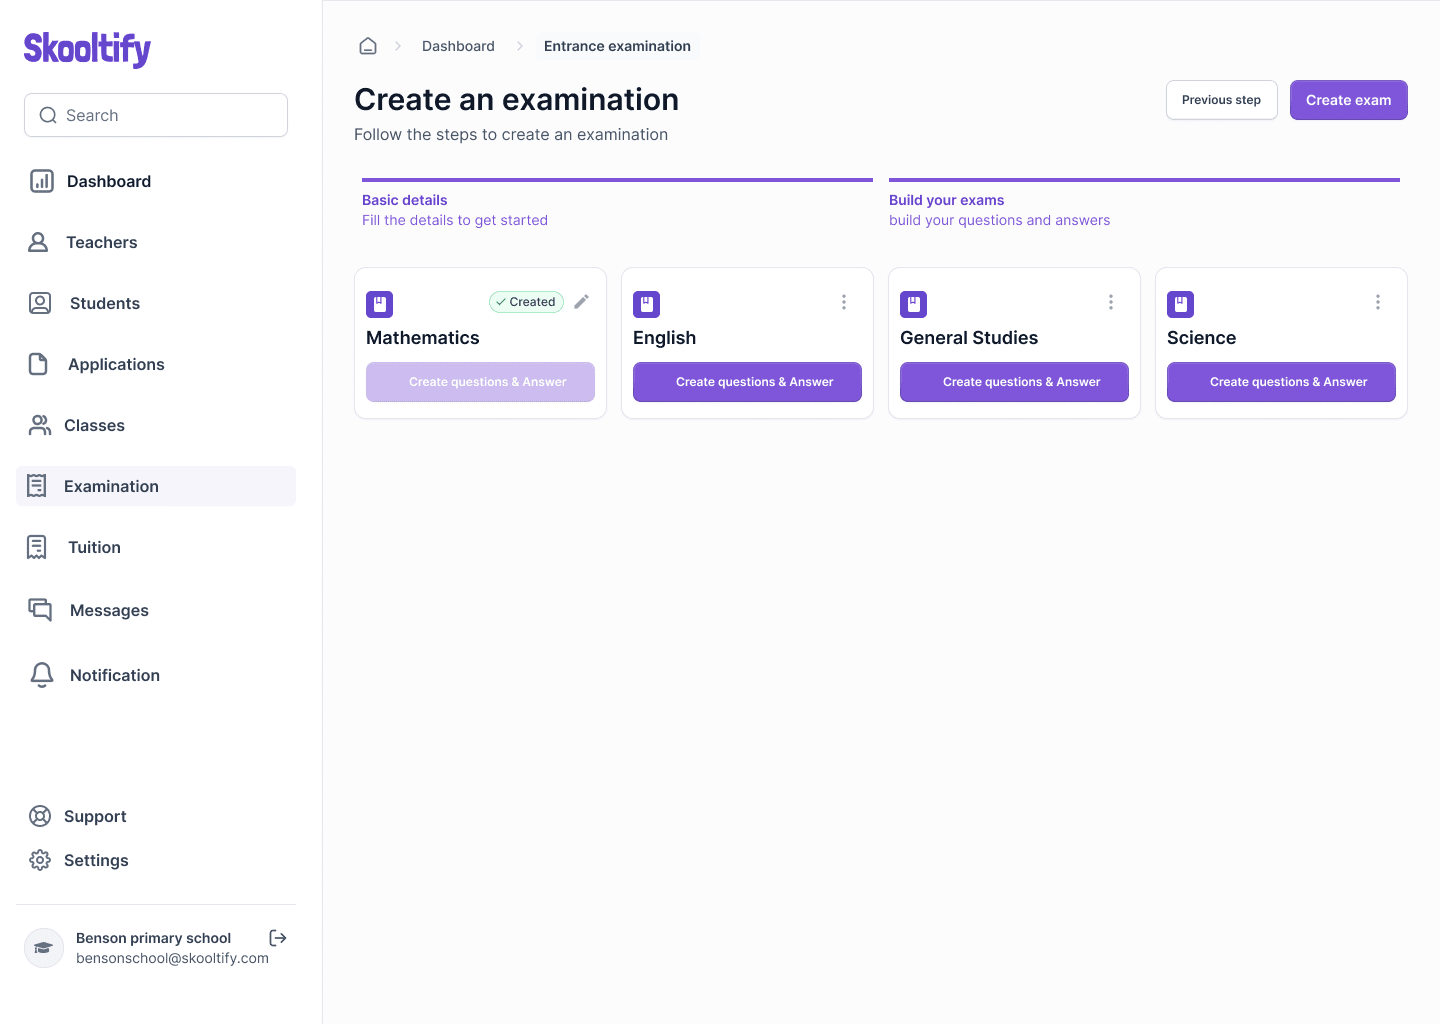 Skooltify
Search
Dashboard
Teachers
Students
Applications
Classes
Examination
Tuition
Messages
Notification
Support
Settings
Benson primary school
bensonschool@skooltify.com
Dashboard
Entrance examination
Create an examination
Follow the steps to create an examination
Previous step
Create exam
Basic details
Fill the details to get started
Build your exams
build your questions and answers
Created
Mathematics
Create questions & Answer
English
Create questions & Answer
General Studies
Create questions & Answer
Science
Create questions & Answer